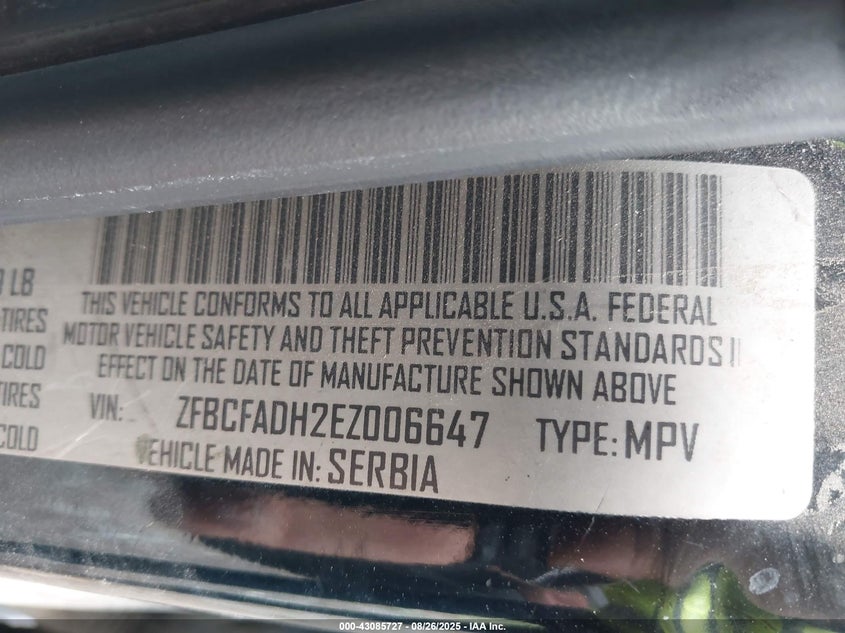 LB
TIRES
COLD
TIRES
COLD
THIS VEHICLE CONFORMS TO ALL APPLICABLE U.S.A. FEDERAL
MOTOR VEHICLE SAFETY AND THEFT PREVENTION STANDARDS I
EFFECT ON THE DATE OF MANUFACTURE SHOWN ABOVE
VIN: ZFBCFADH2EZ006647 TYPE: MPV
VEHICLE MADE IN: SERBIA
000-43085727 - 08/26/2025 - IAA Inc.